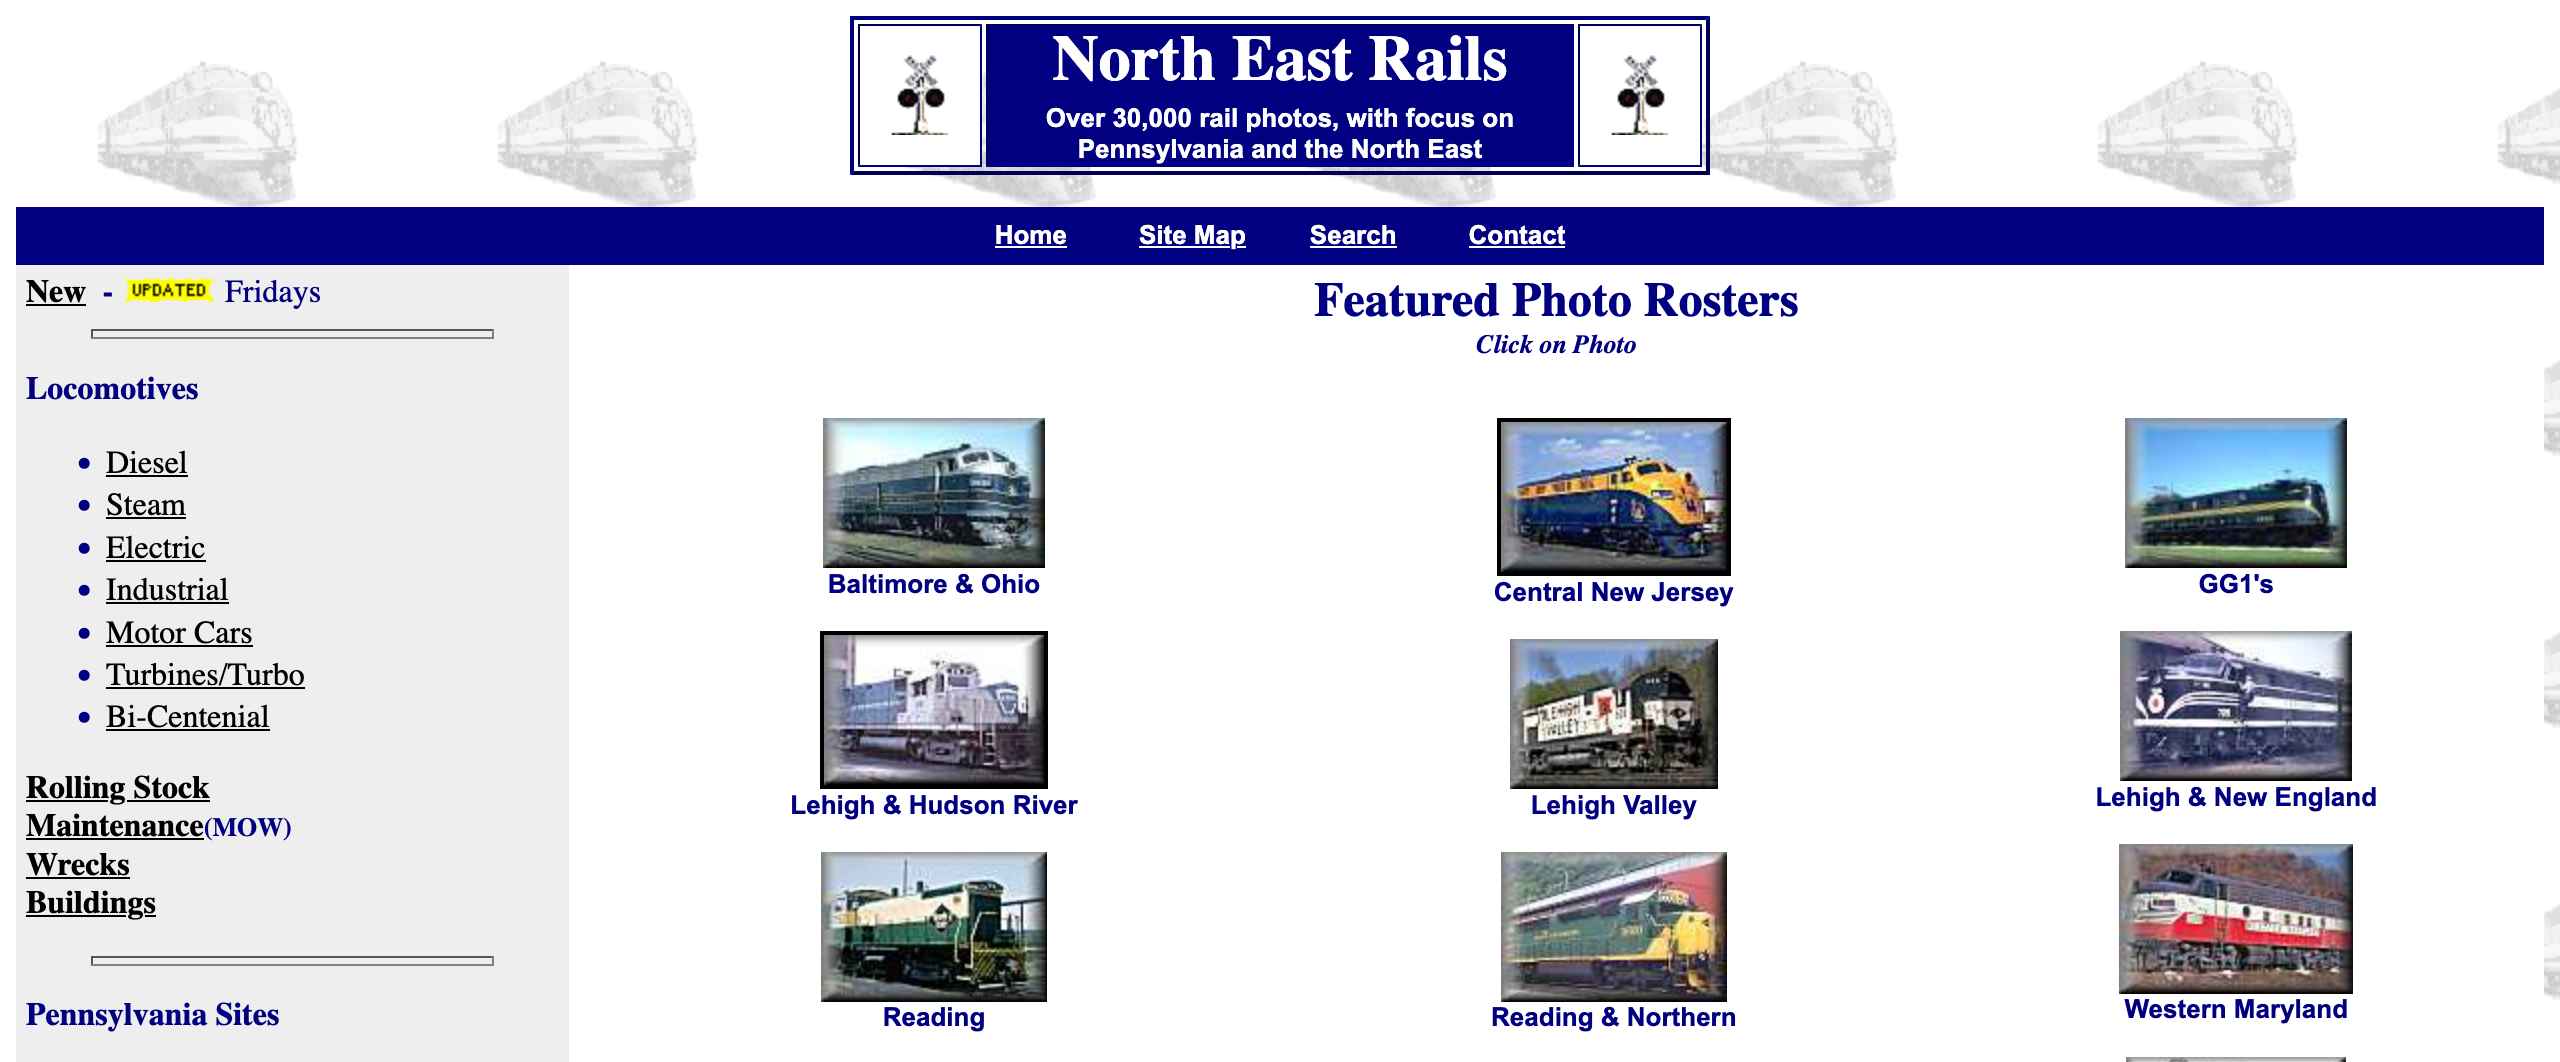 North East Rails
Over 30,000 rail photos, with focus on
Pennsylvania and the North East
Home Site Map Search Contact
New - UPDATED Fridays
Locomotives
Diesel
Steam
Electric
Industrial
Motor Cars
Turbines/Turbo
Bi-Centenial
Rolling Stock
Maintenance(MOW)
Wrecks
Buildings
Pennsylvania Sites
Featured Photo Rosters
Click on Photo
Baltimore & Ohio
Central New Jersey
GG1's
Lehigh & Hudson River
LEHIGH
VALLEY
Lehigh Valley
Lehigh & New England
Reading
Reading & Northern
Western Maryland